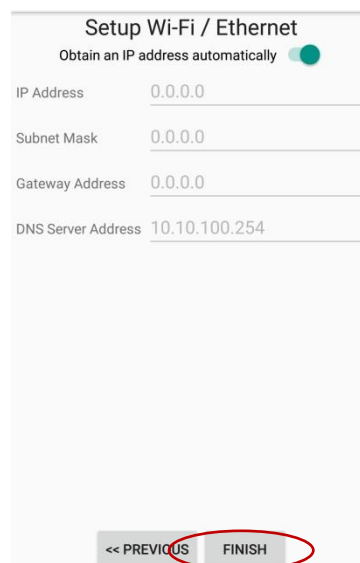 Setup Wi-Fi / Ethernet
Obtain an IP address automatically
IP Address 0.0.0.0
Subnet Mask 0.0.0.0
Gateway Address 0.0.0.0
DNS Server Address 10.10.100.254
<< PREVIOUS FINISH